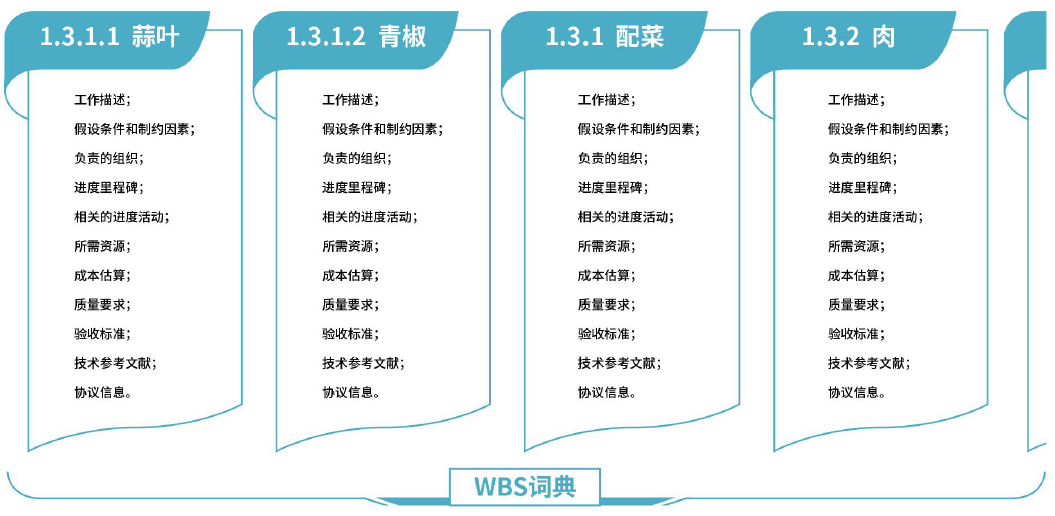 1.3.1.1 蒜叶
工作描述；
假设条件和制约因素；
负责的组织；
进度里程碑；
相关的进度活动；
所需资源；
成本估算；
质量要求；
验收标准；
技术参考文献；
协议信息。
1.3.1.2 青椒
工作描述；
假设条件和制约因素；
负责的组织；
进度里程碑；
相关的进度活动；
所需资源；
成本估算；
质量要求；
验收标准；
技术参考文献；
协议信息。
1.3.1 配菜
工作描述；
假设条件和制约因素；
负责的组织；
进度里程碑；
相关的进度活动；
所需资源；
成本估算；
质量要求；
验收标准；
技术参考文献；
协议信息。
1.3.2 肉
工作描述；
假设条件和制约因素；
负责的组织；
进度里程碑；
相关的进度活动；
所需资源；
成本估算；
质量要求；
验收标准；
技术参考文献；
协议信息。
WBS词典